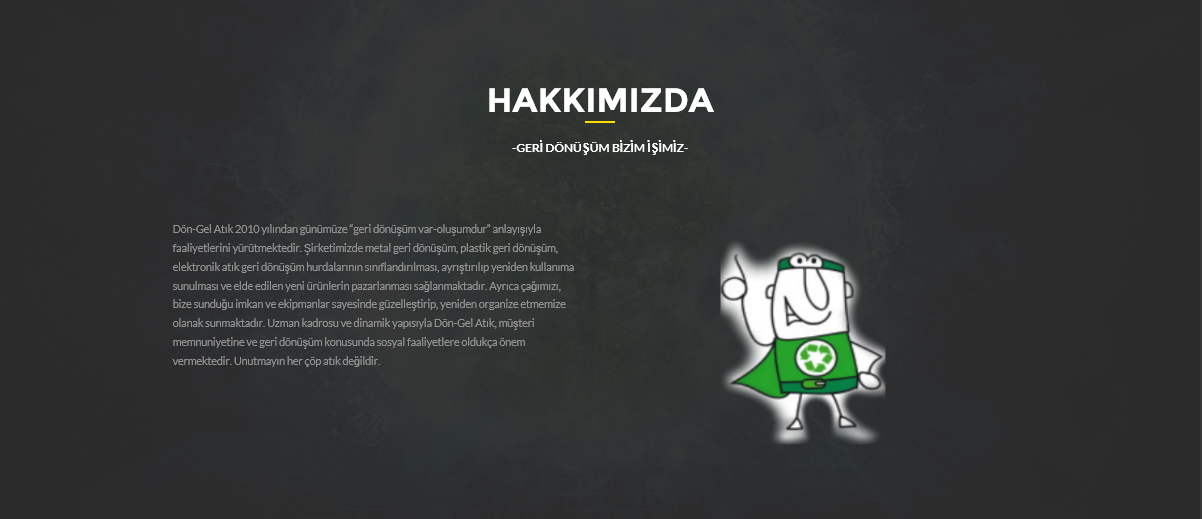 HAKKIMIZDA
-GERİ DÖNÜŞÜM BİZİM İŞİMİZ-
Dön-Gel Atık 2010 yılından günümüze "geri dönüşüm var-oluşumdur" anlayışıyla
faaliyetlerini yürütmektedir. Şirketimizde metal geri dönüşüm, plastik geri dönüşüm,
elektronik atık geri dönüşüm hurdalarının sınıflandırılması, ayrıştırılıp yeniden kullanıma
sunulması ve elde edilen yeni ürünlerin pazarlanması sağlanmaktadır. Ayrıca çağımızı,
bize sunduğu imkan ve ekipmanlar sayesinde güzelleştirip, yeniden organize etmemize
olanak sunmaktadır. Uzman kadrosu ve dinamik yapısıyla Dön-Gel Atık, müşteri
memnuniyetine ve geri dönüşüm konusunda sosyal faaliyetlere oldukça önem
vermektedir. Unutmayın her çöp atık değildir.